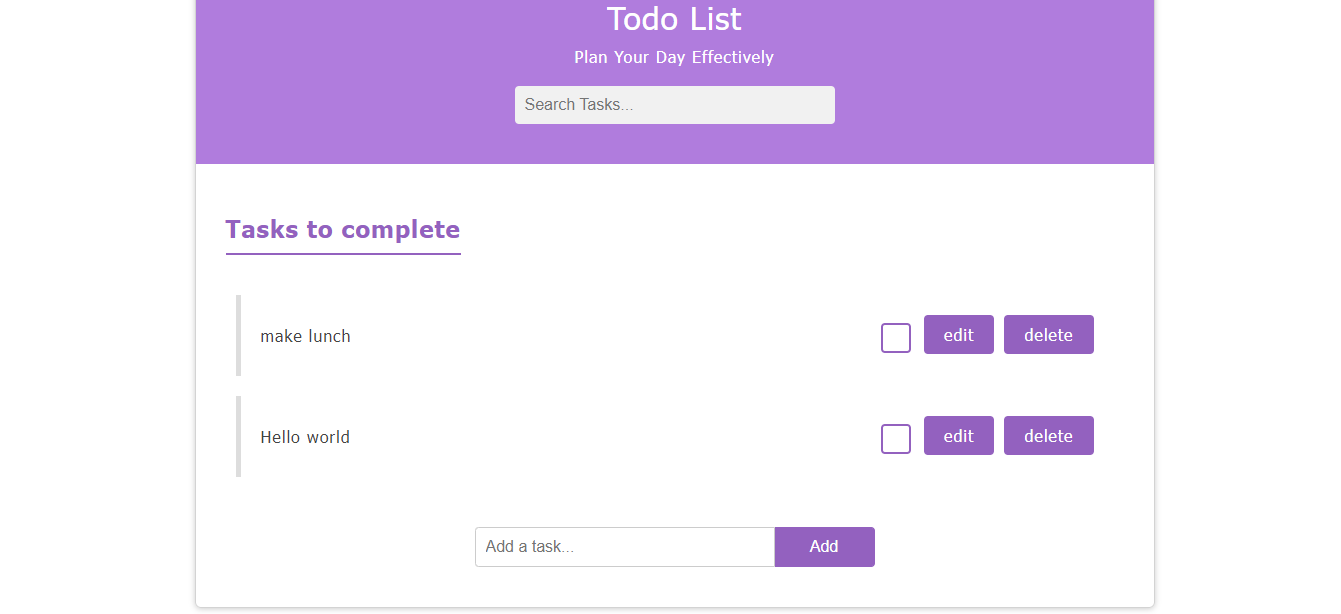 Todo List
Plan Your Day Effectively
Search Tasks...
Tasks to complete
make lunch edit delete
Hello world edit delete
Add a task... Add